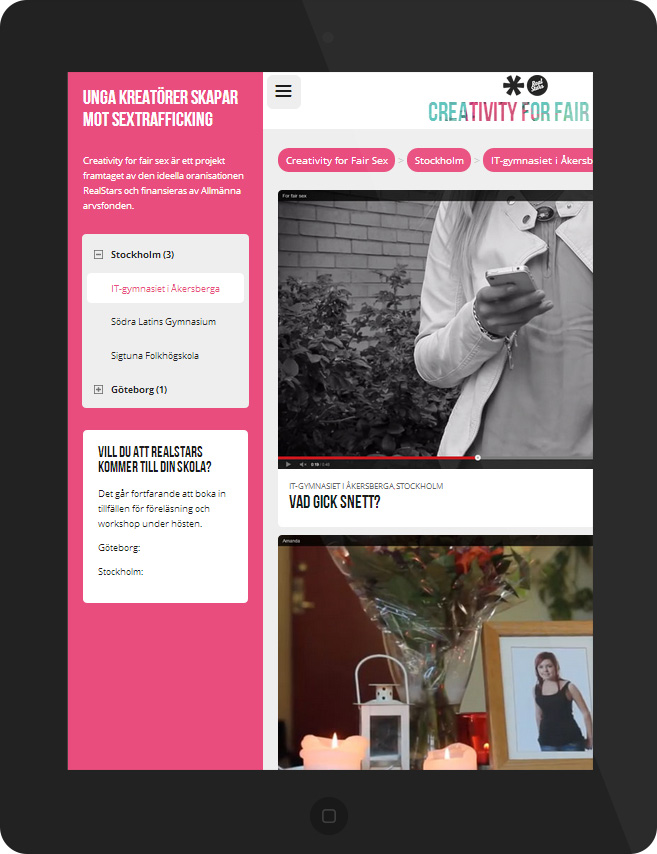 UNGA KREATÖRER SKAPAR
MOT SEXTRAFFICKING
Creativity for fair sex är ett projekt
framtaget av den ideella oranisationen
RealStars och finansieras av Allmänna
arvsfonden.
Stockholm (3)
IT-gymnasiet i Åkersberga
Södra Latins Gymnasium
Sigtuna Folkhögskola
Göteborg (1)
VILL DU ATT REALSTARS
KOMMER TILL DIN SKOLA?
Det går fortfarande att boka in
tillfällen för föreläsning och
workshop under hösten.
Göteborg:
Stockholm:
Real
Stars
CREATIVITY FOR FAIR
Creativity for Fair Sex > Stockholm > IT-gymnasiet i Åkersb
For fair sex
IT-GYMNASIET I ÅKERSBERGA,STOCKHOLM
VAD GICK SNETT?
Amanda